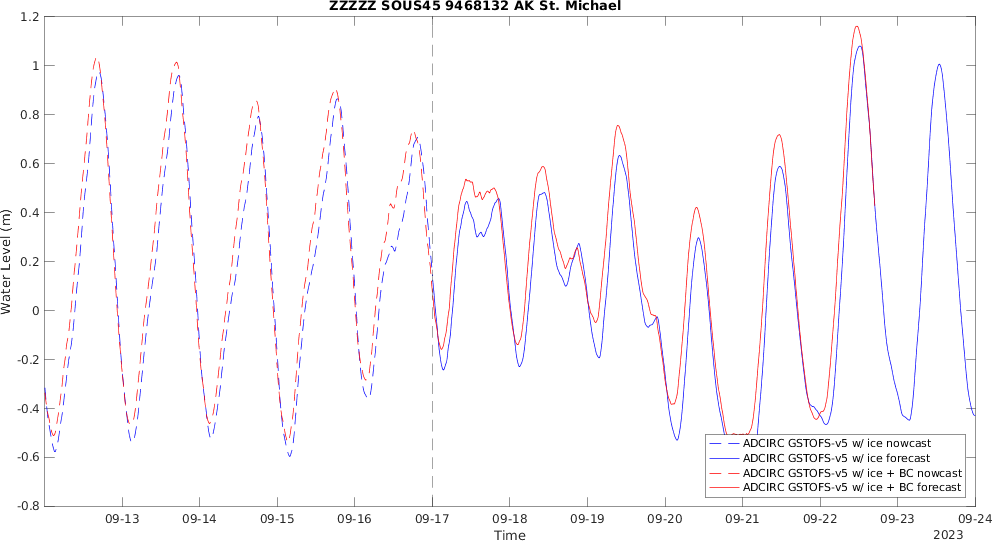 ZZZZZ SOUS45 9468132 AK St. Michael
1.2
1
0.8
0.6
0.4
0.2
0
-0.2
-0.4
-0.6
-0.8
Water Level (m)
ADCIRC GSTOFS-v5 w/ ice nowcast
ADCIRC GSTOFS-v5 w/ ice forecast
ADCIRC GSTOFS-v5 w/ ice + BC nowcast
ADCIRC GSTOFS-v5 w/ ice + BC forecast
09-13 09-14 09-15 09-16 09-17 09-18 09-19 09-20 09-21 09-22 09-23 09-24
Time
2023